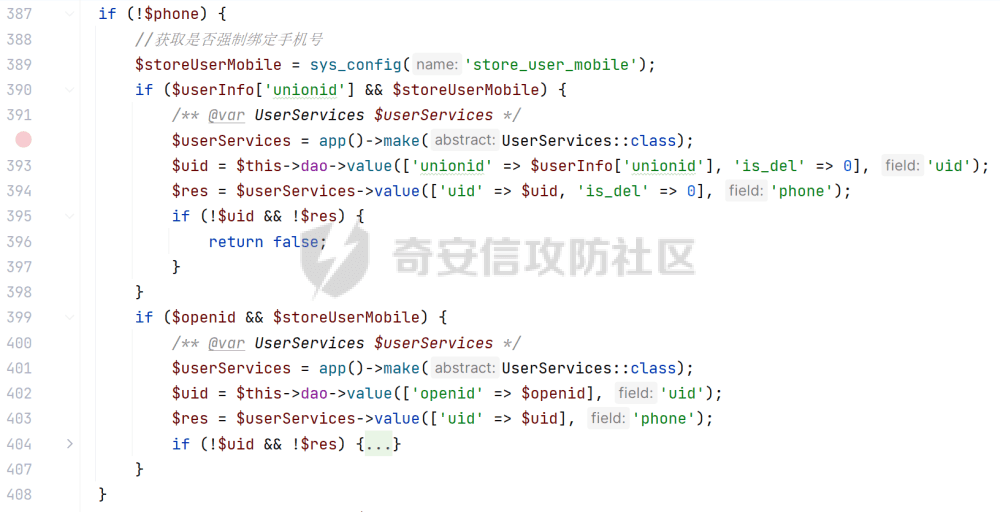 387 if (!$phone) {
388 //获取是否强制绑定手机号
389 $storeUserMobile = sys_config( name: 'store_user_mobile');
390 if ($userInfo['unionid'] && $storeUserMobile) {
391 /** @var UserServices $userServices */
$userServices = app()->make( abstract: UserServices::class);
393 $uid = $this->dao->value(['unionid' => $userInfo['unionid'], 'is_del' => 0], field: 'uid');
394 $res = $userServices->value(['uid' => $uid, 'is_del' => 0], field: 'phone');
395 if (!$uid && !$res) {
396 return false;
397 }
398 }
399 if ($openid && $storeUserMobile) {
400 /** @var UserServices $userServices */
401 $userServices = app()->make( abstract: UserServices::class);
402 $uid = $this->dao->value(['openid' => $openid], field: 'uid');
403 $res = $userServices->value(['uid' => $uid], field: 'phone');
404 if (!$uid && !$res) {...}
407 }
408 }
奇安信攻防社区